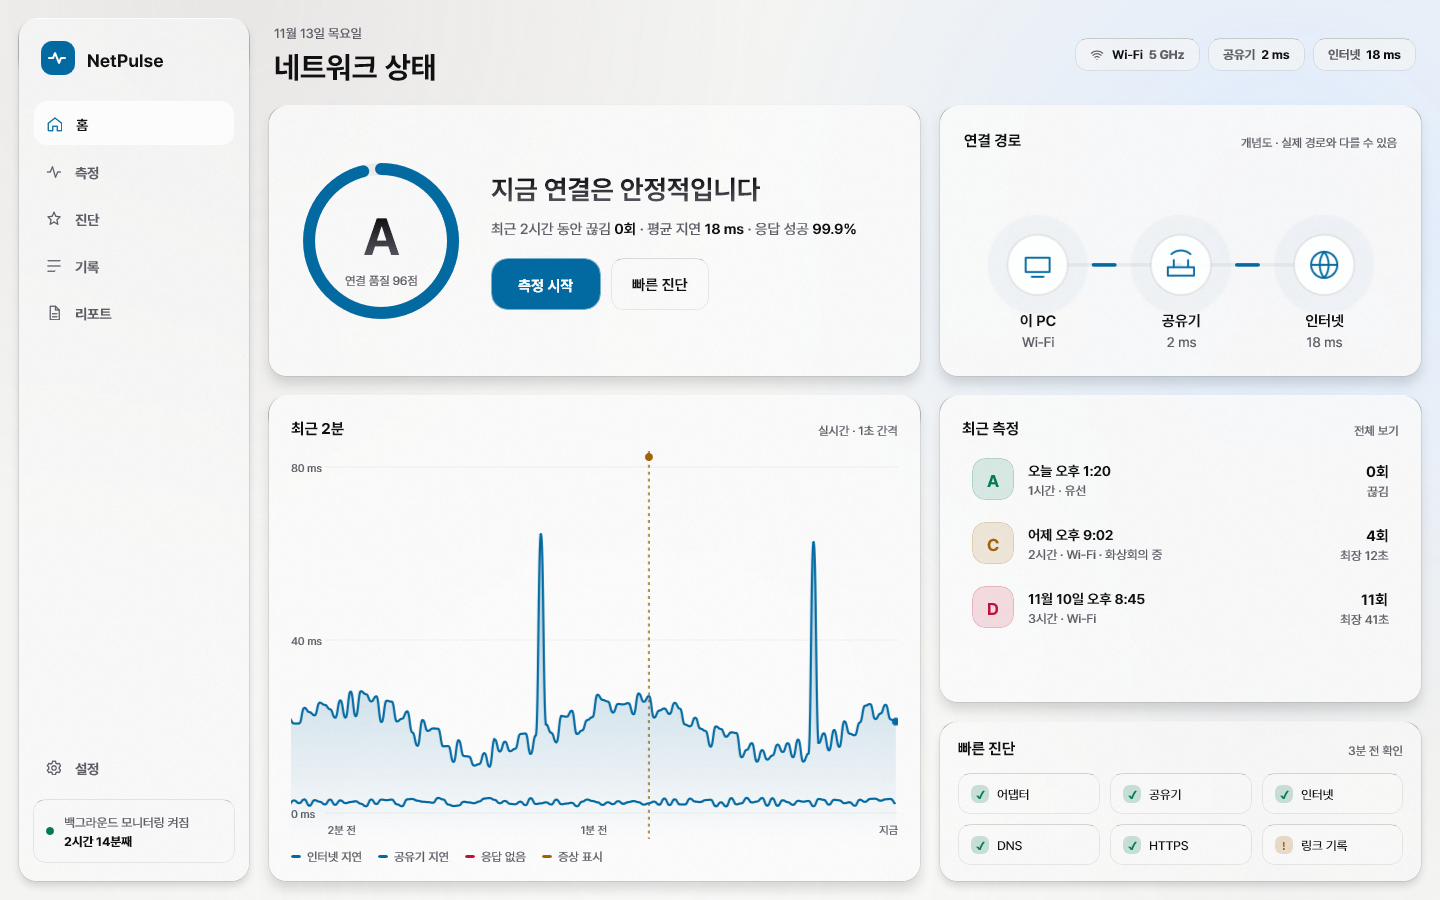 NetPulse
홈
측정
진단
기록
리포트
설정
백그라운드 모니터링 켜짐
2시간 14분째
11월 13일 목요일
네트워크 상태
Wi-Fi 5 GHz
공유기 2 ms
인터넷 18 ms
A
연결 품질 96점
지금 연결은 안정적입니다
최근 2시간 동안 끊김 0회 · 평균 지연 18 ms · 응답 성공 99.9%
측정 시작
빠른 진단
연결 경로
개념도 · 실제 경로와 다를 수 있음
이 PC
Wi-Fi
공유기
2 ms
인터넷
18 ms
최근 2분
실시간 · 1초 간격
80 ms
40 ms
0 ms
2분 전
1분 전
지금
인터넷 지연
공유기 지연
응답 없음
증상 표시
최근 측정
전체 보기
A
오늘 오후 1:20
1시간 · 유선
0회
끊김
C
어제 오후 9:02
2시간 · Wi-Fi · 화상회의 중
4회
최장 12초
D
11월 10일 오후 8:45
3시간 · Wi-Fi
11회
최장 41초
빠른 진단
3분 전 확인
어댑터
공유기
인터넷
DNS
HTTPS
! 링크 기록